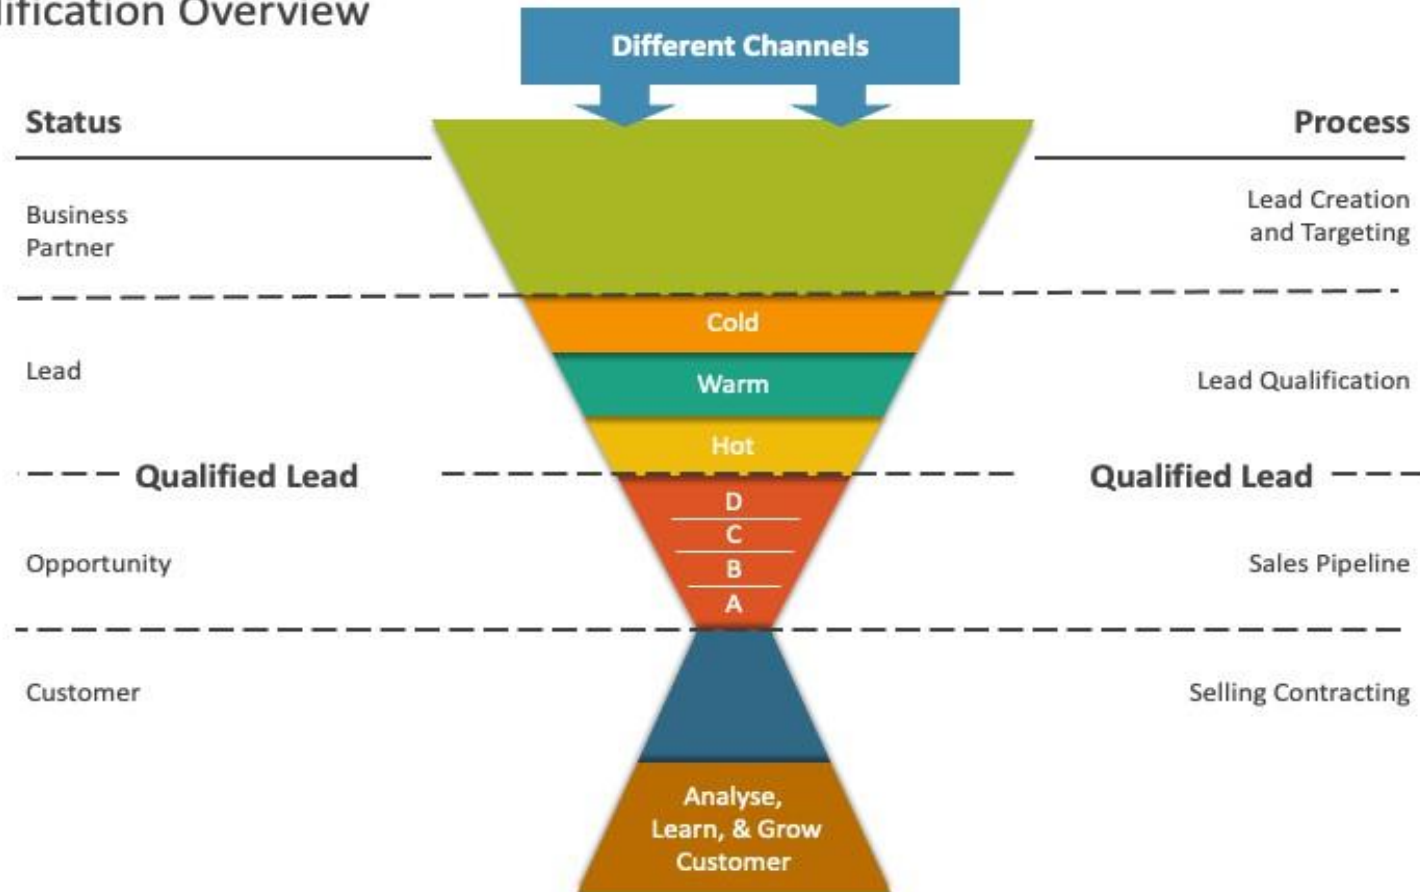 lification Overview
Different Channels
Status
Process
Business
Partner
Lead Creation
and Targeting
Cold
Lead
Warm
Lead Qualification
Hot
Qualified Lead
Qualified Lead
D
C
Opportunity
B
Sales Pipeline
A
Customer
Selling Contracting
Analyse,
Learn, & Grow
Customer